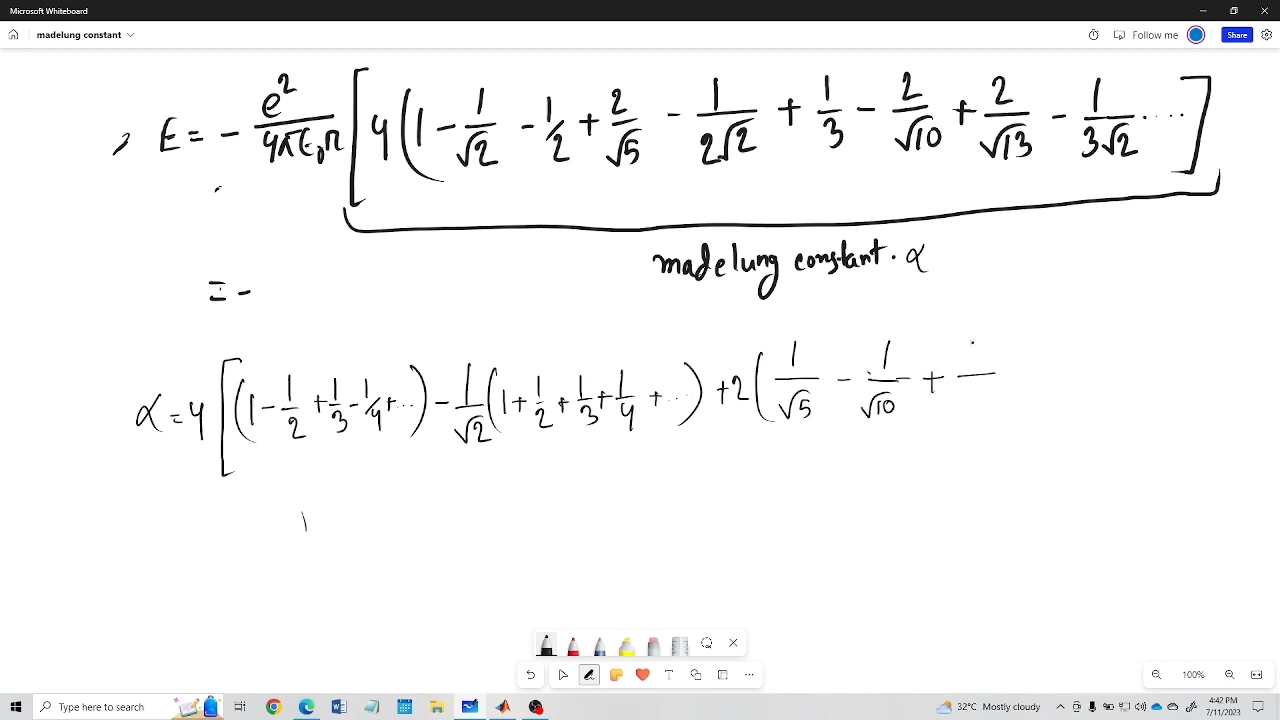 Microsoft Whiteboard
madelung constant
Follow me
Share
, E = - e²/4πε₀r [4(1 - 1/√2 - 1/2 + 2/√5 - 1/2√2 + 1/3 - 2/√10 + 2/√13 - 1/3√2 ....]
madelung constant. α
= -
α = 4 [(1 - 1/2 + 1/3 - 1/4 + ...) - 1/√2 (1 + 1/2 + 1/3 + 1/4 + ...) + 2 (1/√5 - 1/√10 + —
100%
Type here to search
32°C Mostly cloudy
4:42 PM
7/11/2023